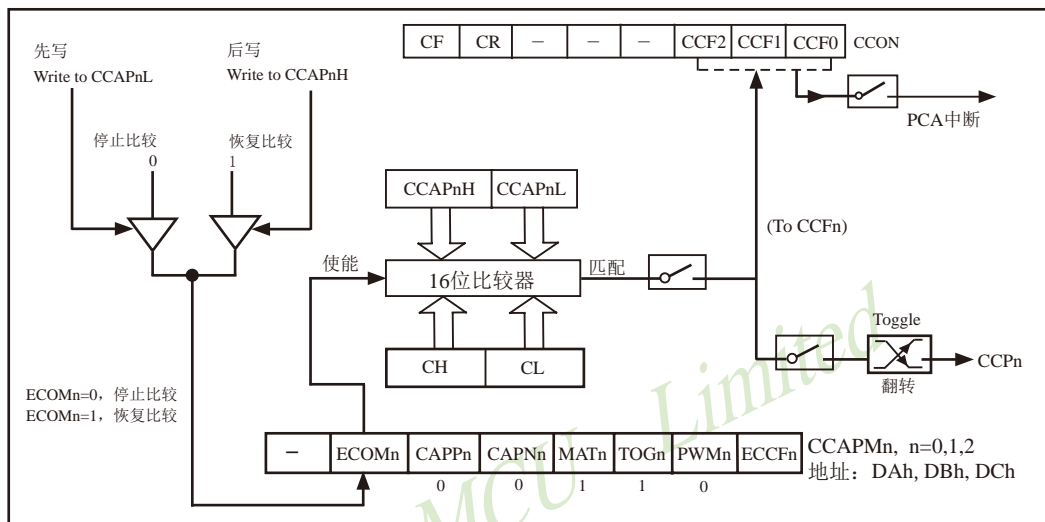 CF CR － － － CCF2 CCF1 CCF0 CCON
先写
Write to CCAPnL
后写
Write to CCAPnH
PCA中断
停止比较
0
恢复比较
1
CCAPnH CCAPnL
(To CCFn)
使能
16位比较器
匹配
Toggle
CH CL
CCPn
翻转
ECOMn=0，停止比较
ECOMn=1，恢复比较
－ ECOMn CAPPn CAPNn MATn TOGn PWMn ECCFn
CCAPMn, n=0,1,2
地址：DAh, DBh, DCh
0 0 1 1 0
MCU Limited